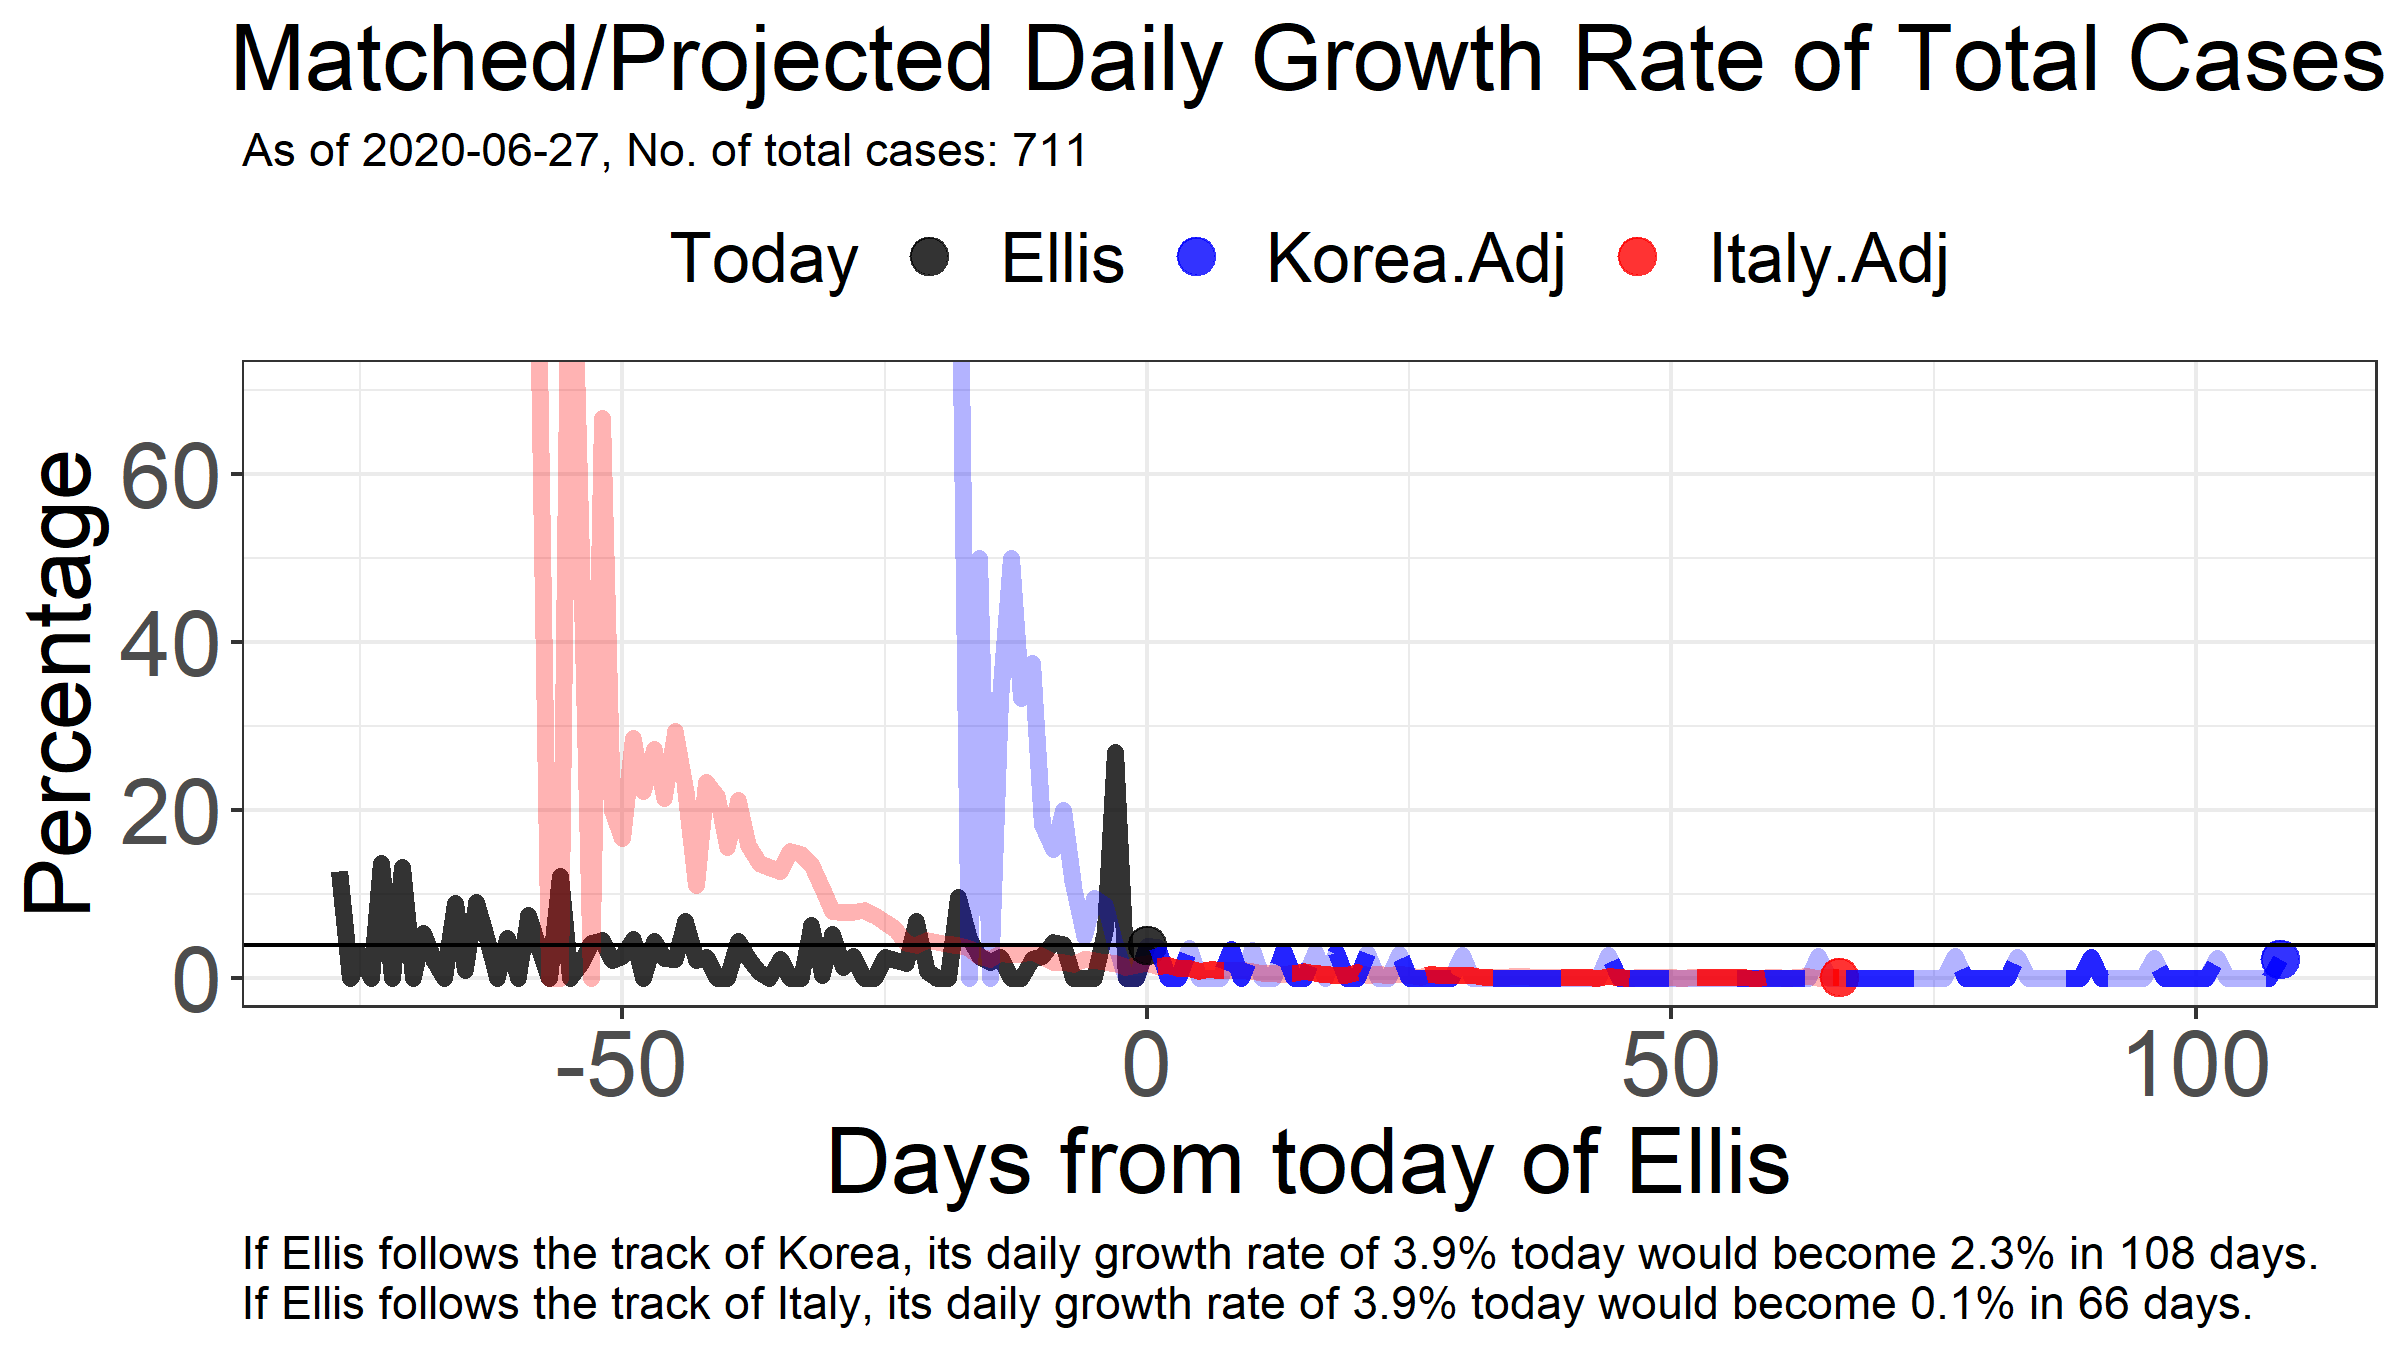 Matched/Projected Daily Growth Rate of Total Cases
As of 2020-06-27, No. of total cases: 711
Today Ellis Korea.Adj Italy.Adj
Percentage
60
40
20
0
-50 0 50 100
Days from today of Ellis
If Ellis follows the track of Korea, its daily growth rate of 3.9% today would become 2.3% in 108 days.
If Ellis follows the track of Italy, its daily growth rate of 3.9% today would become 0.1% in 66 days.